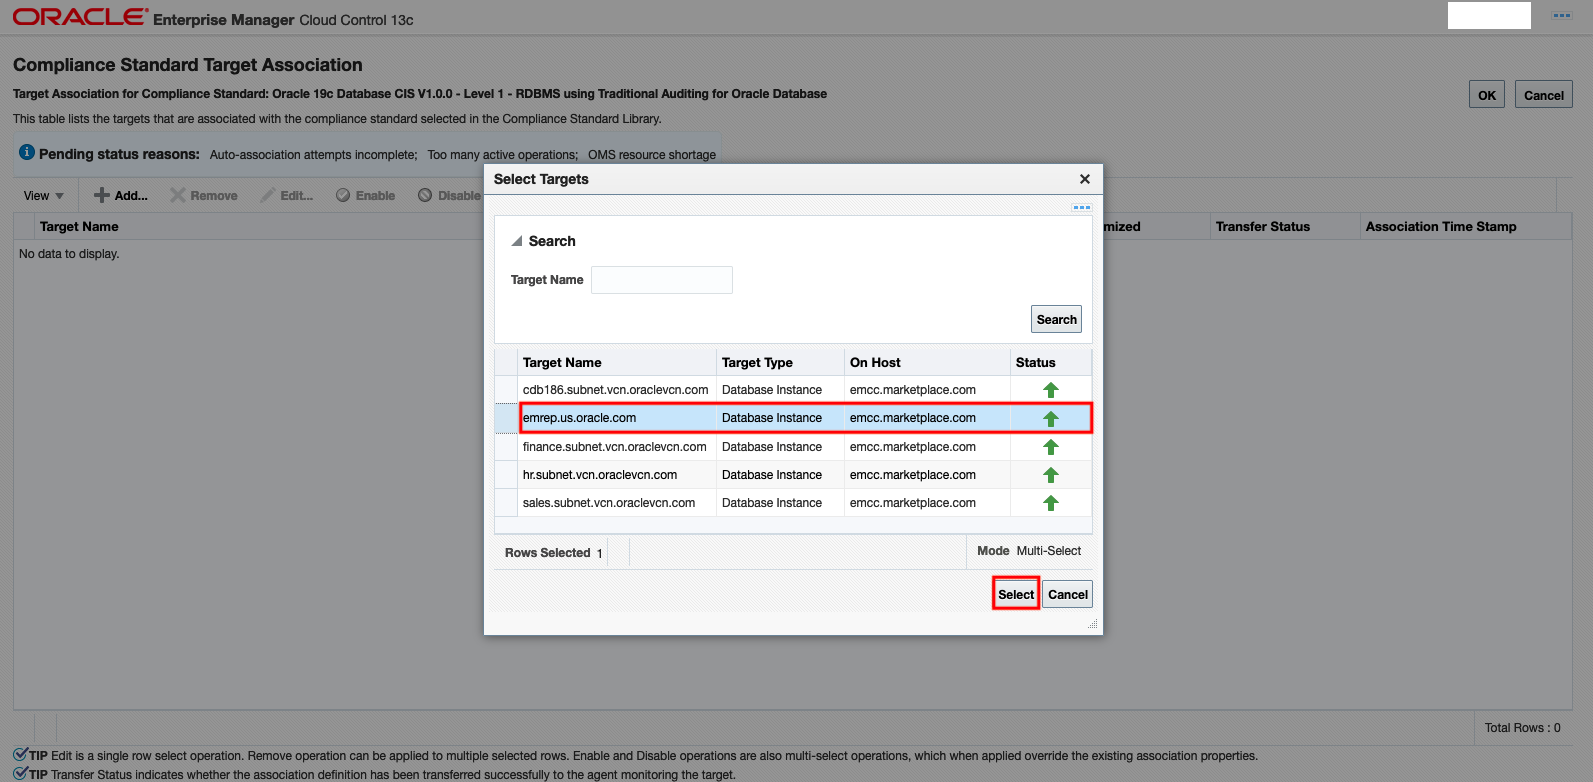 ORACLE® Enterprise Manager Cloud Control 13c
Compliance Standard Target Association
Target Association for Compliance Standard: Oracle 19c Database CIS V1.0.0 - Level 1 - RDBMS using Traditional Auditing for Oracle Database
OK Cancel
This table lists the targets that are associated with the compliance standard selected in the Compliance Standard Library.
Pending status reasons: Auto-association attempts incomplete; Too many active operations; OMS resource shortage
View Add... Remove Edit... Enable Disable
Target Name mized Transfer Status Association Time Stamp
No data to display.
Select Targets
Search
Target Name
Search
Target Name Target Type On Host Status
cdb186.subnet.vcn.oraclevcn.com Database Instance emcc.marketplace.com
emrep.us.oracle.com Database Instance emcc.marketplace.com
finance.subnet.vcn.oraclevcn.com Database Instance emcc.marketplace.com
hr.subnet.vcn.oraclevcn.com Database Instance emcc.marketplace.com
sales.subnet.vcn.oraclevcn.com Database Instance emcc.marketplace.com
Rows Selected 1 Mode Multi-Select
Select Cancel
Total Rows : 0
TIP Edit is a single row select operation. Remove operation can be applied to multiple selected rows. Enable and Disable operations are also multi-select operations, which when applied override the existing association properties.
TIP Transfer Status indicates whether the association definition has been transferred successfully to the agent monitoring the target.